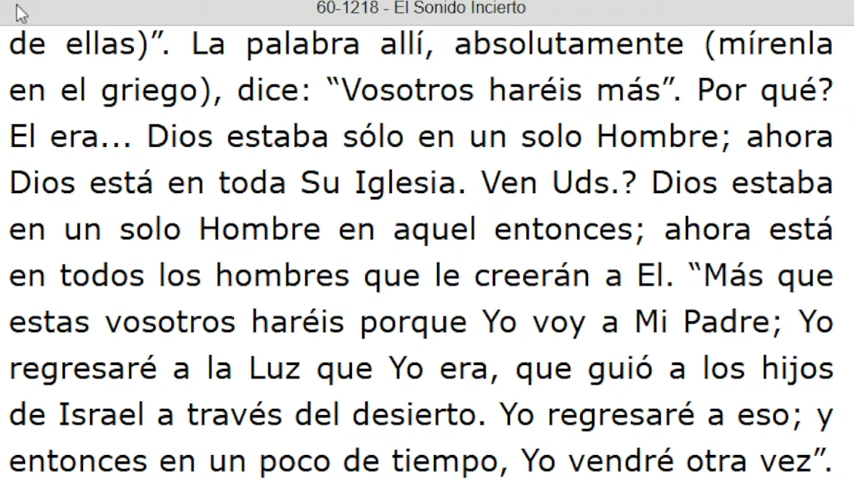 60-1218 - El Sonido Incierto
de ellas)”. La palabra allí, absolutamente (mírenla
en el griego), dice: “Vosotros haréis más”. Por qué?
El era... Dios estaba sólo en un solo Hombre; ahora
Dios está en toda Su Iglesia. Ven Uds.? Dios estaba
en un solo Hombre en aquel entonces; ahora está
en todos los hombres que le creerán a El. “Más que
estas vosotros haréis porque Yo voy a Mi Padre; Yo
regresaré a la Luz que Yo era, que guió a los hijos
de Israel a través del desierto. Yo regresaré a eso; y
entonces en un poco de tiempo, Yo vendré otra vez”.